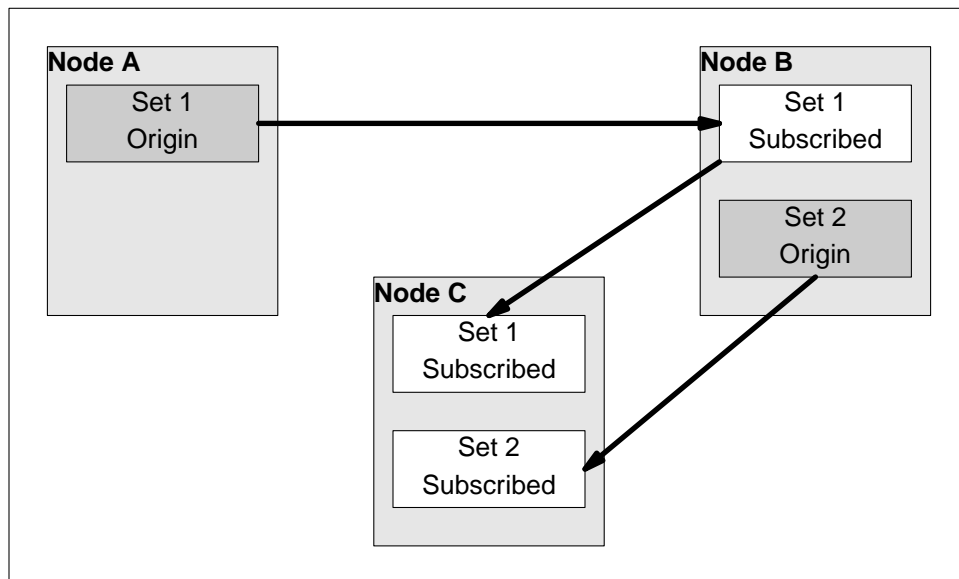 Node A
Set 1
Origin
Node B
Set 1
Subscribed
Set 2
Origin
Node C
Set 1
Subscribed
Set 2
Subscribed